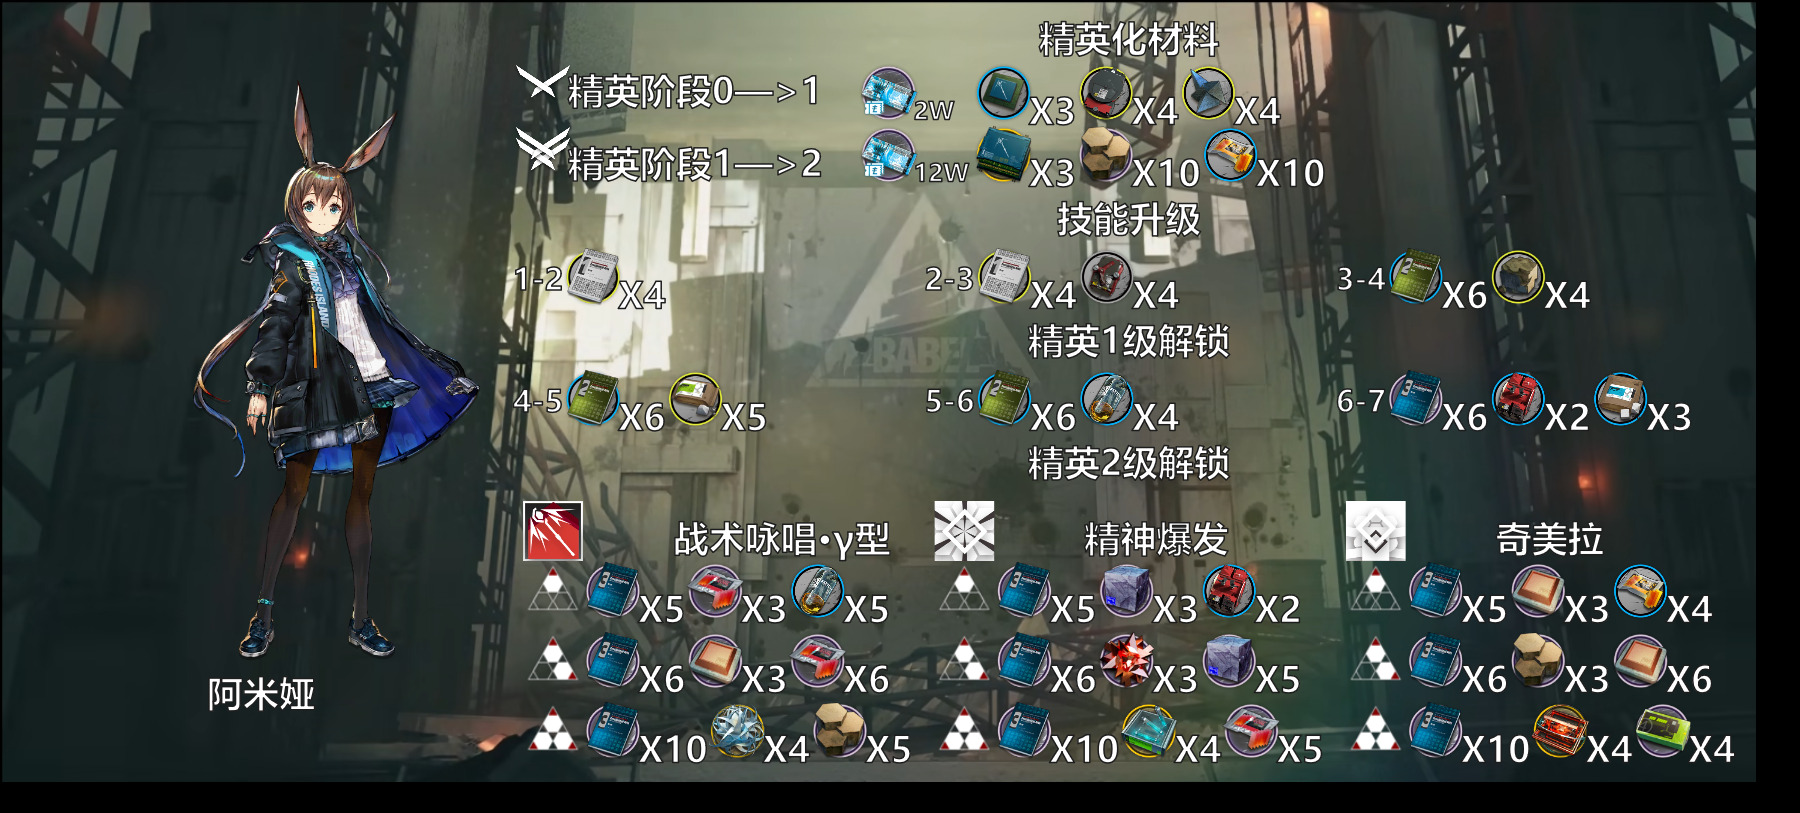 精英化材料
精英阶段0—>1 2W X3 X4 X4
精英阶段1—>2 12W X3 X10 X10
技能升级
1-2 X4 2-3 X4 X4 3-4 X6 X4
精英1级解锁
4-5 X6 X5 5-6 X6 X4 6-7 X6 X2 X3
精英2级解锁
战术咏唱•γ型 精神爆发 奇美拉
X5 X3 X5 X5 X3 X2 X5 X3 X4
X6 X3 X6 X6 X3 X5 X6 X3 X6
X10 X4 X5 X10 X4 X5 X10 X4 X4
阿米娅
BABEL